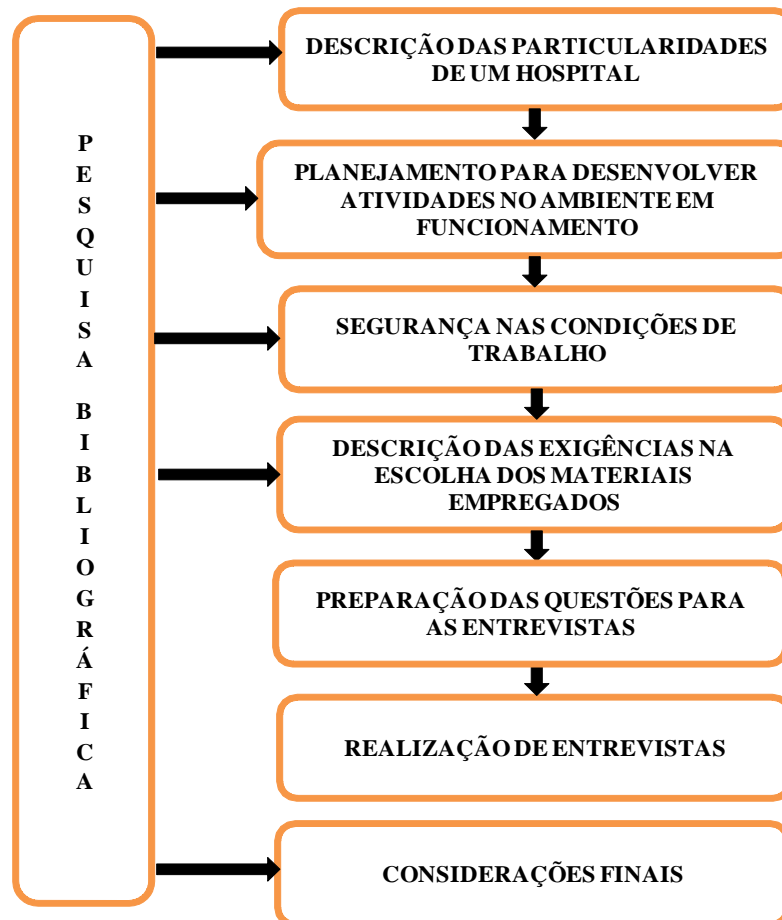 PESQUISA BIBLIOGRÁFICA
DESCRIÇÃO DAS PARTICULARIDADES
DE UM HOSPITAL
PLANEJAMENTO PARA DESENVOLVER
ATIVIDADES NO AMBIENTE EM
FUNCIONAMENTO
SEGURANÇA NAS CONDIÇÕES DE
TRABALHO
DESCRIÇÃO DAS EXIGÊNCIAS NA
ESCOLHA DOS MATERIAIS
EMPREGADOS
PREPARAÇÃO DAS QUESTÕES PARA
AS ENTREVISTAS
REALIZAÇÃO DE ENTREVISTAS
CONSIDERAÇÕES FINAIS